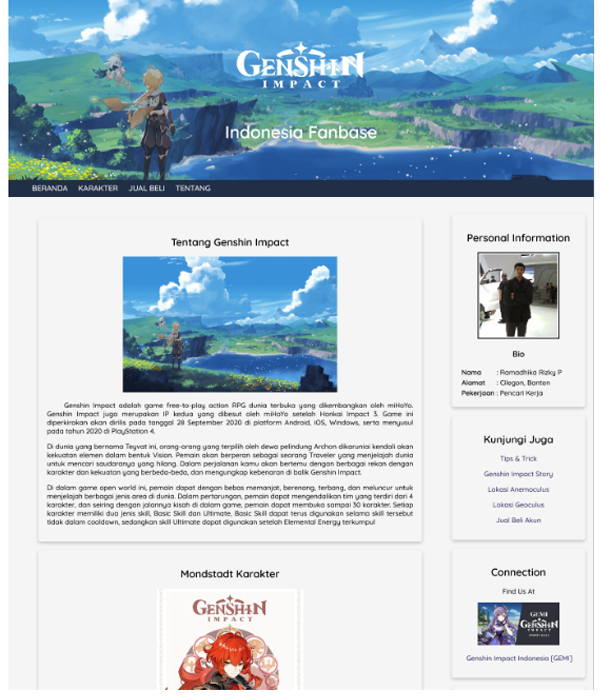 GENSHIN
IMPACT
Indonesia Fanbase
BERANDA KARAKTER JUAL BELI TENTANG
Tentang Genshin Impact
Genshin Impact adalah game free-to-play action RPG dunia terbuka yang dikembangkan oleh miHoYo.
Genshin Impact juga merupakan IP kedua yang dibesut oleh miHoYo setelah Honkai Impact 3. Game ini
diperkirakan akan dirilis pada tanggal 28 September 2020 di platform Android, iOS, Windows, serta menyusul
pada tahun 2020 di PlayStation 4.
Di dunia yang bernama Teyvat ini, orang-orang yang terpilih oleh dewa pelindung Archon dikaruniai kendali akan
kekuatan elemen dalam bentuk Vision. Pemain akan berperan sebagai seorang Traveler yang menjelajah dunia
untuk mencari saudaranya yang hilang. Dalam perjalanan kamu akan bertemu dengan berbagai rekan dengan
karakter dan kekuatan yang berbeda-beda, dan mengungkap kebenaran di balik Genshin Impact.
Di dalam game open world ini, pemain dapat dengan bebas memanjat, berenang, terbang, dan meluncur untuk
menjelajah berbagai jenis area di dunia. Dalam pertarungan, pemain dapat mengendalikan tim yang terdiri dari 4
karakter, dan seiring dengan jalannya kisah di dalam game, pemain dapat membuka sampai 30 karakter. Setiap
karakter memiliki dua jenis skill, Basic Skill dan Ultimate, Basic Skill dapat terus digunakan selama skill tersebut
tidak dalam cooldown, sedangkan skill Ultimate dapat digunakan setelah Elemental Energy terkumpul
Mondstadt Karakter
GENSHIN
IMPACT
Personal Information
Bio
Nama : Ramadhika Rizky P
Alamat : Cilegon, Banten
Pekerjaan : Pencari Kerja
Kunjungi Juga
Tips & Trick
Genshin Impact Story
Lokasi Anemoculus
Lokasi Geoculus
Jual Beli Akun
Connection
Find Us At
GEMI
GENSHIN
IMPACT
Genshin Impact Indonesia [GEMI]